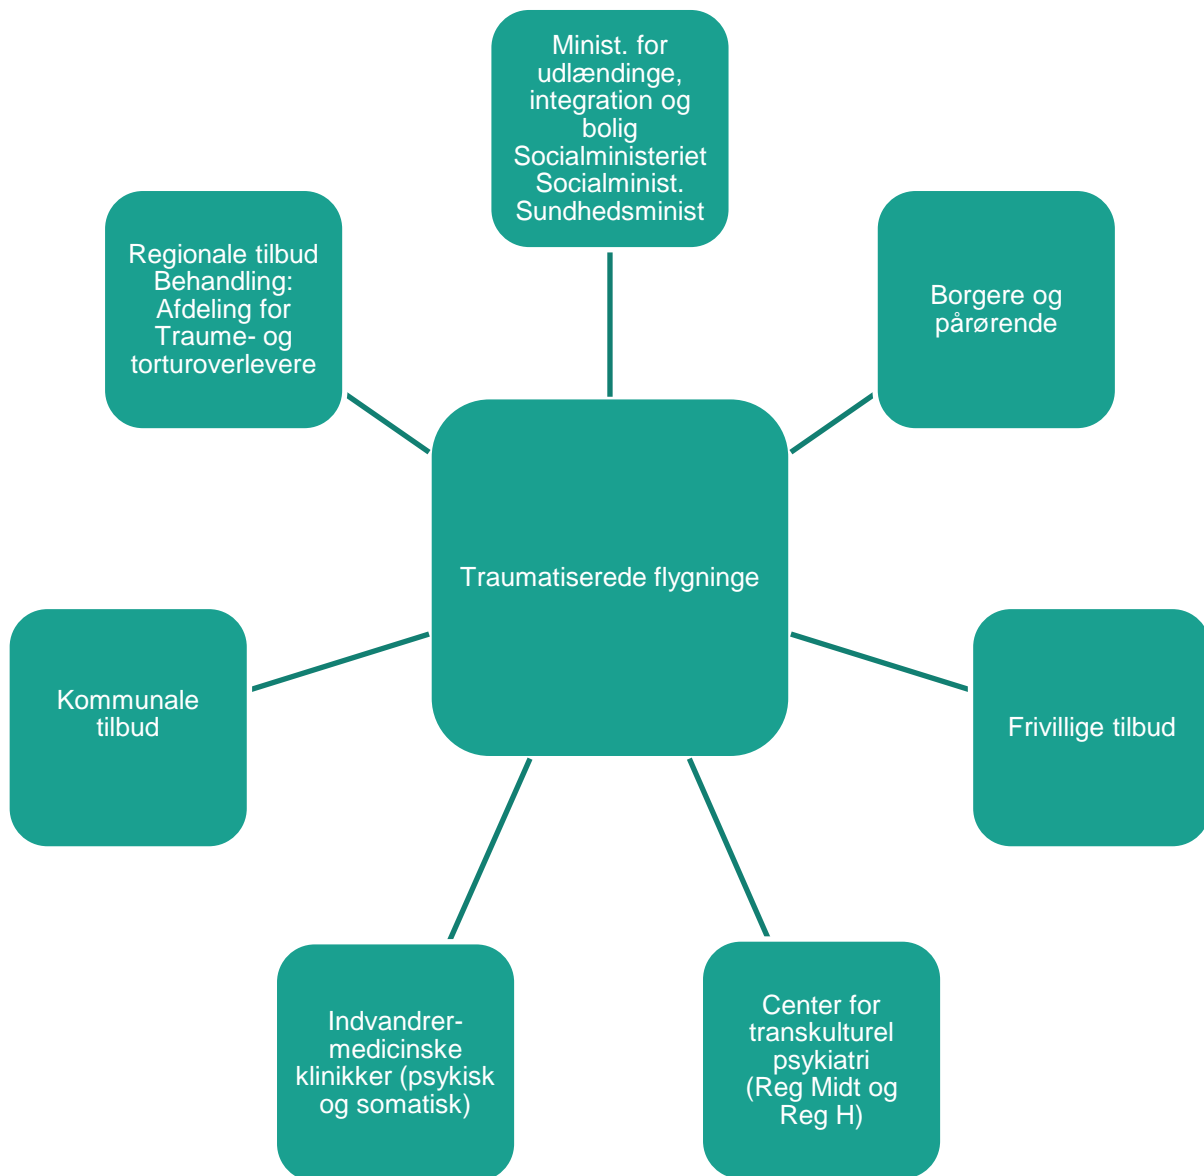 Minist. for
udlændinge,
integration og
bolig
Socialministeriet
Socialminist.
Sundhedsminist
Regionale tilbud
Behandling:
Afdeling for
Traume- og
torturoverlevere
Borgere og
pårørende
Traumatiserede flygninge
Kommunale
tilbud
Frivillige tilbud
Indvandrer-
medicinske
klinikker (psykisk
og somatisk)
Center for
transkulturel
psykiatri
(Reg Midt og
Reg H)